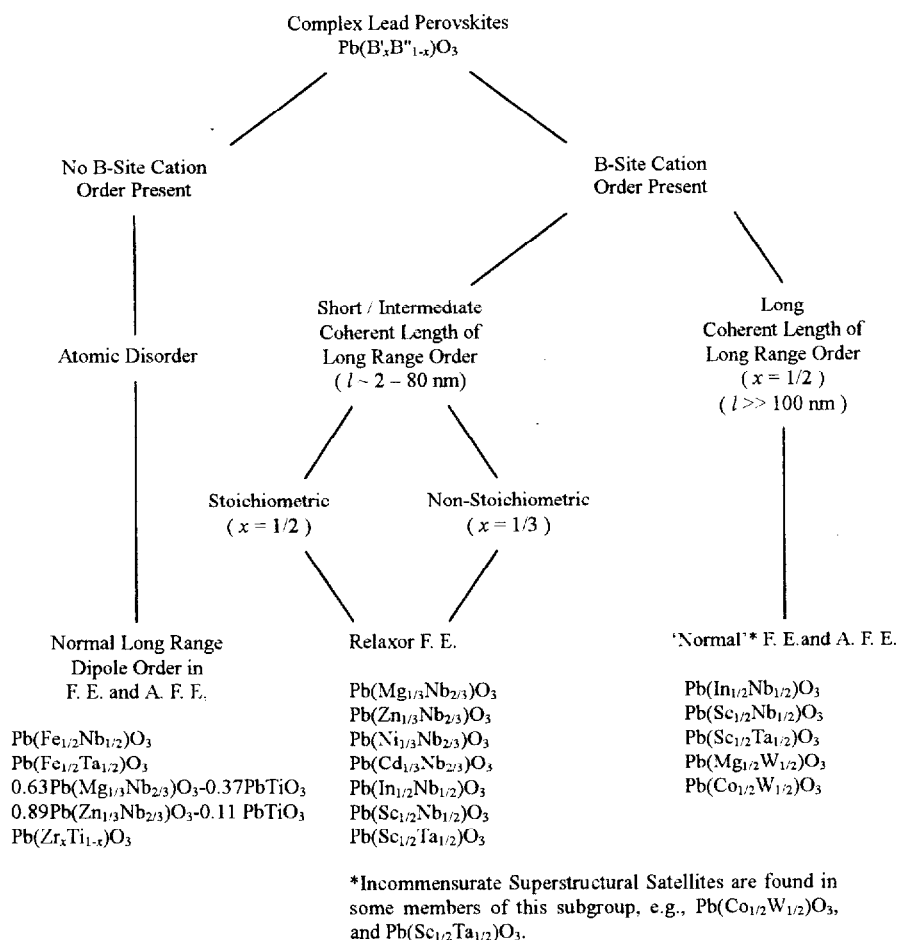 Complex Lead Perovskites
Pb(B'ₓB"₁₋ₓ)O₃
No B-Site Cation
Order Present
B-Site Cation
Order Present
Atomic Disorder
Short / Intermediate
Coherent Length of
Long Range Order
( l ~ 2 – 80 nm)
Long
Coherent Length of
Long Range Order
( x = 1/2 )
( l >> 100 nm )
Stoichiometric
( x = 1/2 )
Non-Stoichiometric
( x = 1/3 )
Normal Long Range
Dipole Order in
F. E. and A. F. E.
Pb(Fe₁/₂Nb₁/₂)O₃
Pb(Fe₁/₂Ta₁/₂)O₃
0.63Pb(Mg₁/₃Nb₂/₃)O₃-0.37PbTiO₃
0.89Pb(Zn₁/₃Nb₂/₃)O₃-0.11 PbTiO₃
Pb(ZrₓTi₁₋ₓ)O₃
Relaxor F. E.
Pb(Mg₁/₃Nb₂/₃)O₃
Pb(Zn₁/₃Nb₂/₃)O₃
Pb(Ni₁/₃Nb₂/₃)O₃
Pb(Cd₁/₃Nb₂/₃)O₃
Pb(In₁/₂Nb₁/₂)O₃
Pb(Sc₁/₂Nb₁/₂)O₃
Pb(Sc₁/₂Ta₁/₂)O₃
'Normal'* F. E.and A. F. E.
Pb(In₁/₂Nb₁/₂)O₃
Pb(Sc₁/₂Nb₁/₂)O₃
Pb(Sc₁/₂Ta₁/₂)O₃
Pb(Mg₁/₂W₁/₂)O₃
Pb(Co₁/₂W₁/₂)O₃
*Incommensurate Superstructural Satellites are found in
some members of this subgroup, e.g., Pb(Co₁/₂W₁/₂)O₃,
and Pb(Sc₁/₂Ta₁/₂)O₃.